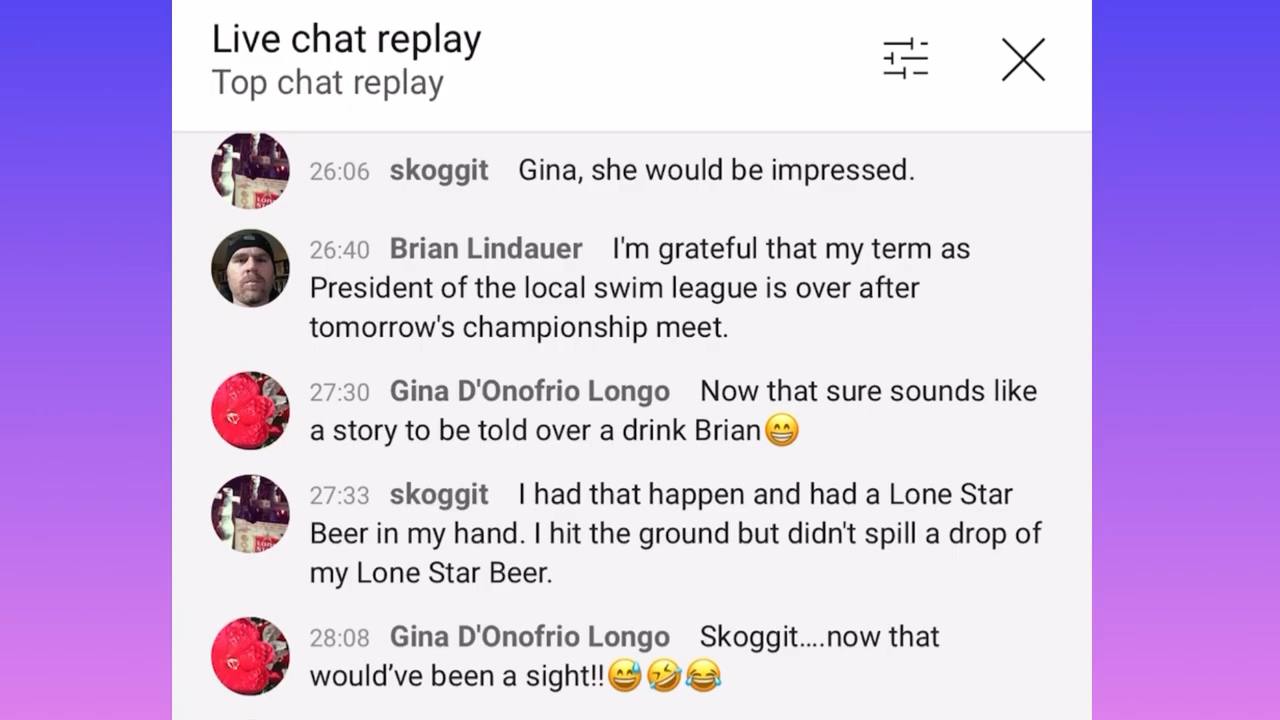 Live chat replay
Top chat replay
26:06 skoggit Gina, she would be impressed.
26:40 Brian Lindauer I'm grateful that my term as
President of the local swim league is over after
tomorrow's championship meet.
27:30 Gina D'Onofrio Longo Now that sure sounds like
a story to be told over a drink Brian😁
27:33 skoggit I had that happen and had a Lone Star
Beer in my hand. I hit the ground but didn't spill a drop of
my Lone Star Beer.
28:08 Gina D'Onofrio Longo Skoggit....now that
would’ve been a sight!!😅🤣😂